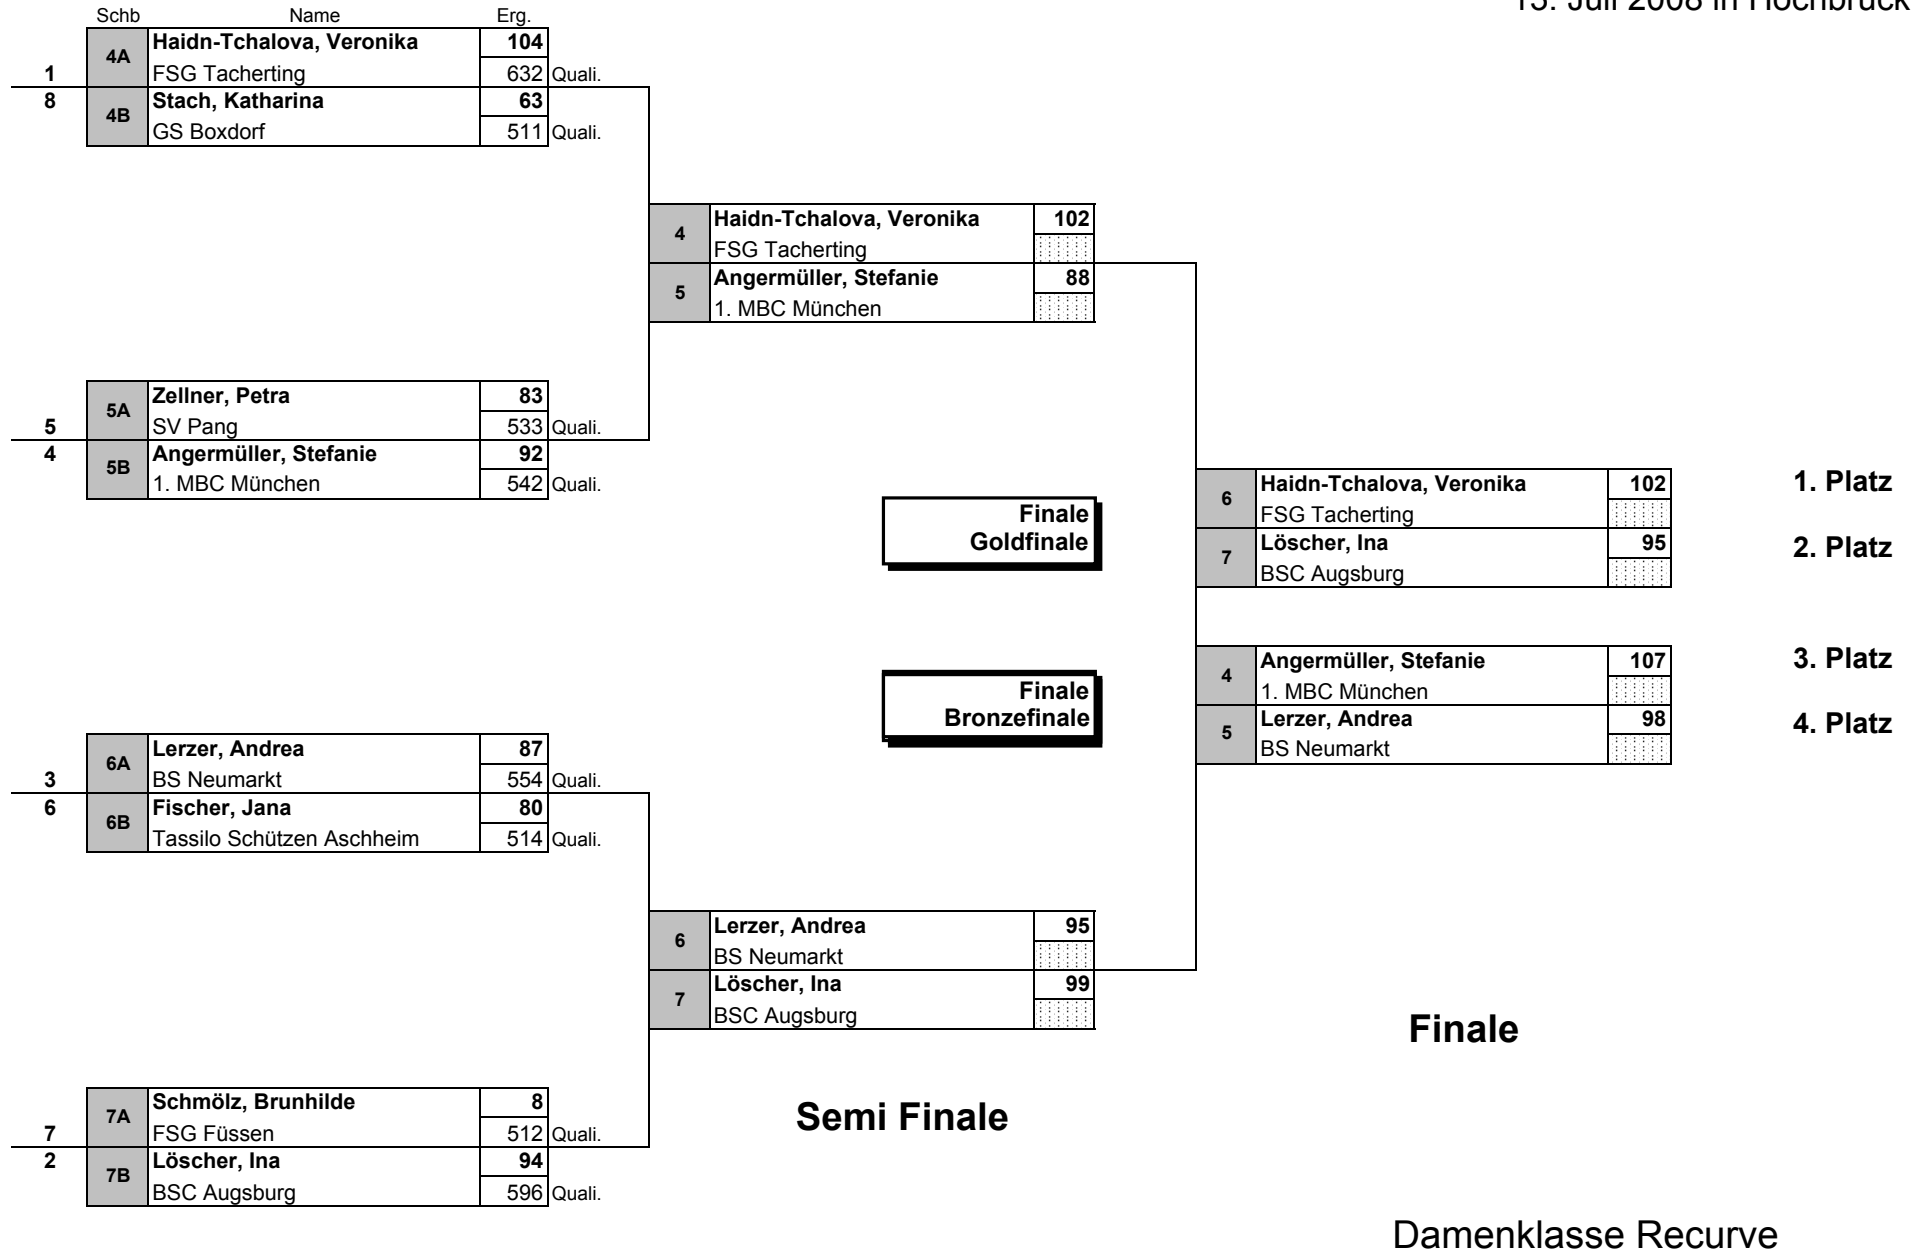 13. Juli 2008 in Hochbrück
Schb Name Erg.
4A Haidn-Tchalova, Veronika 104
1 FSG Tacherting 632 Quali.
8 4B Stach, Katharina 63
GS Boxdorf 511 Quali.
4 Haidn-Tchalova, Veronika 102
FSG Tacherting
5 Angermüller, Stefanie 88
1. MBC München
5A Zellner, Petra 83
5 SV Pang 533 Quali.
4 5B Angermüller, Stefanie 92
1. MBC München 542 Quali.
6 Haidn-Tchalova, Veronika 102 1. Platz
FSG Tacherting
7 Löscher, Ina 95 2. Platz
BSC Augsburg
Finale
Goldfinale
4 Angermüller, Stefanie 107 3. Platz
1. MBC München
5 Lerzer, Andrea 98 4. Platz
BS Neumarkt
Finale
Bronzefinale
6A Lerzer, Andrea 87
3 BS Neumarkt 554 Quali.
6 6B Fischer, Jana 80
Tassilo Schützen Aschheim 514 Quali.
6 Lerzer, Andrea 95
BS Neumarkt
7 Löscher, Ina 99
BSC Augsburg
Finale
Semi Finale
7A Schmölz, Brunhilde 8
7 FSG Füssen 512 Quali.
2 7B Löscher, Ina 94
BSC Augsburg 596 Quali.
Damenklasse Recurve